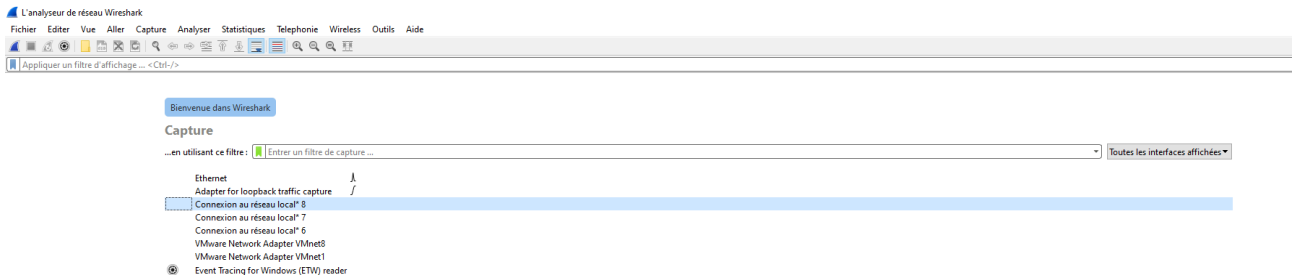 L'analyseur de réseau Wireshark
Fichier Editer Vue Aller Capture Analyser Statistiques Telephonie Wireless Outils Aide
Appliquer un filtre d'affichage ... <Ctrl-/>
Bienvenue dans Wireshark
Capture
...en utilisant ce filtre : Entrer un filtre de capture ... Toutes les interfaces affichées
Ethernet
Adapter for loopback traffic capture
Connexion au réseau local* 8
Connexion au réseau local* 7
Connexion au réseau local* 6
VMware Network Adapter VMnet8
VMware Network Adapter VMnet1
Event Tracing for Windows (ETW) reader